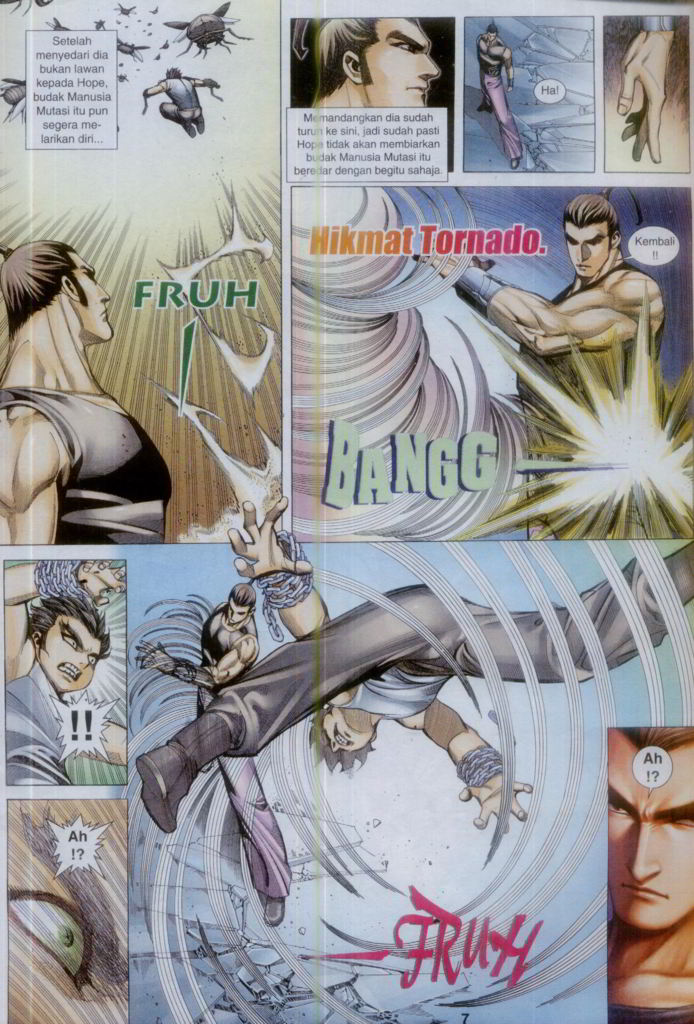 Setelah
menyedari dia
bukan lawan
kepada Hope,
budak Manusia
Mutasi itu pun
segera me-
larikan diri...
Memandangkan dia sudah
turun ke sini, jadi sudah pasti
Hope tidak akan membiarkan
budak Manusia Mutasi itu
beredar dengan begitu sahaja.
Ha!
FRUH
Hikmat Tornado.
Kembali
!!
BANGG
!!
Ah
!?
Ah
!?
FRUH
7